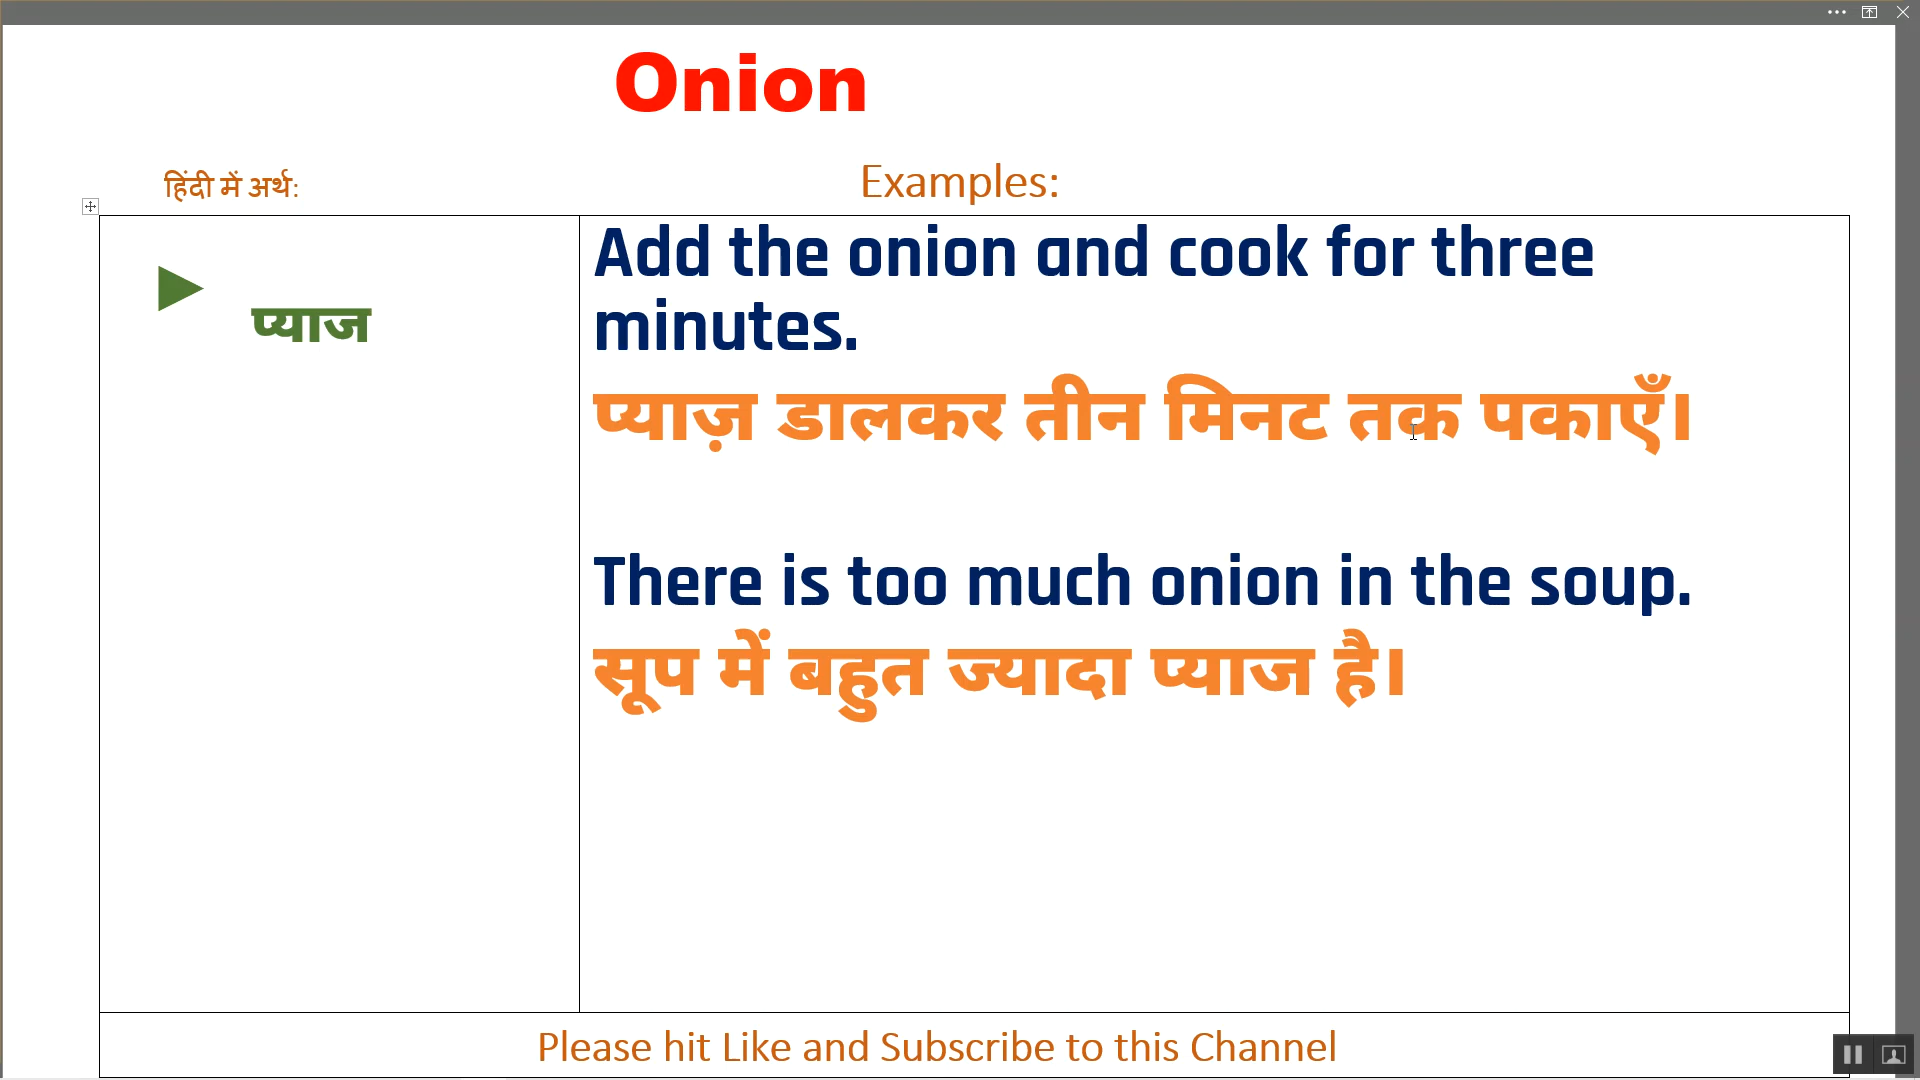 Onion
हिंदी में अर्थ:
Examples:
प्याज
Add the onion and cook for three
minutes.
प्याज़ डालकर तीन मिनट तक पकाएँ।
There is too much onion in the soup.
सूप में बहुत ज्यादा प्याज है।
Please hit Like and Subscribe to this Channel